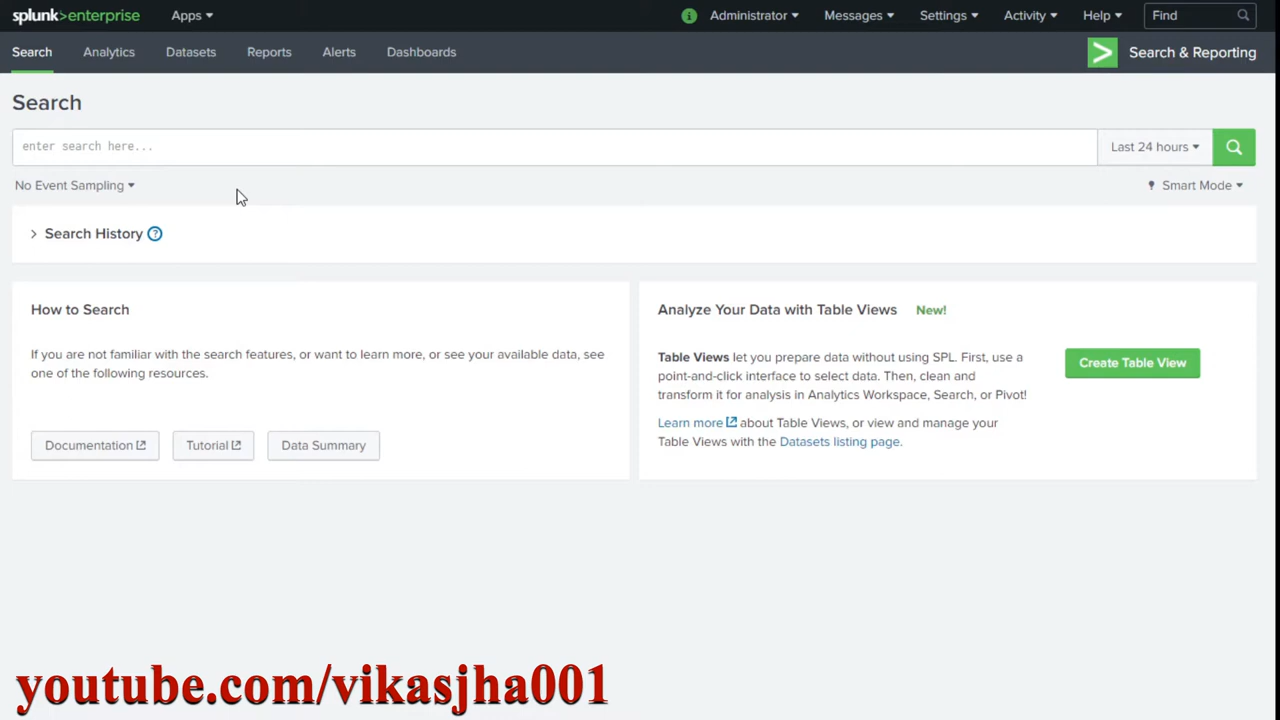 splunk>enterprise Apps Administrator Messages Settings Activity Help Find
Search Analytics Datasets Reports Alerts Dashboards > Search & Reporting
Search
enter search here... Last 24 hours
No Event Sampling Smart Mode
Search History ?
How to Search
If you are not familiar with the search features, or want to learn more, or see your available data, see
one of the following resources.
Documentation Tutorial Data Summary
Analyze Your Data with Table Views New!
Table Views let you prepare data without using SPL. First, use a
point-and-click interface to select data. Then, clean and
transform it for analysis in Analytics Workspace, Search, or Pivot!
Create Table View
Learn more about Table Views, or view and manage your
Table Views with the Datasets listing page.
youtube.com/vikasjha001